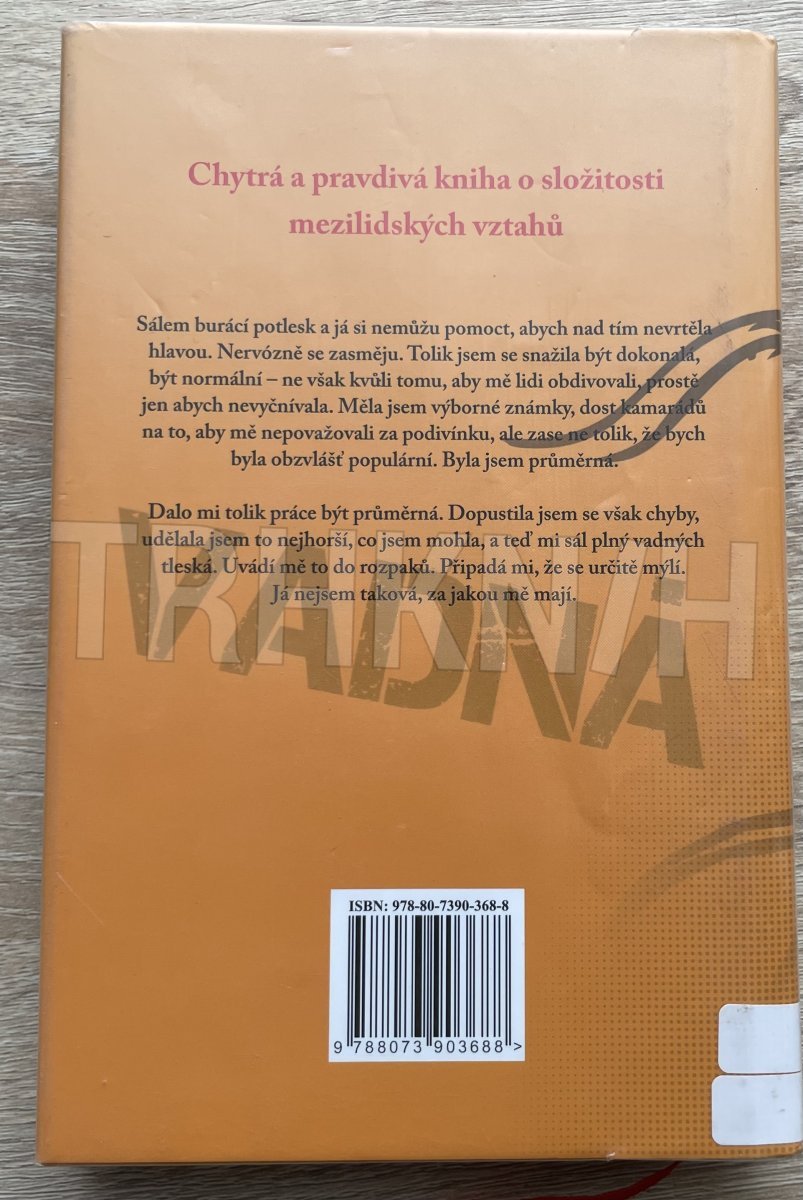 Chytrá a pravdivá kniha o složitosti
mezilidských vztahů
Sálem burácí potlesk a já si nemůžu pomoct, abych nad tím nevrtěla
hlavou. Nervózně se zasměju. Tolik jsem se snažila být dokonalá,
být normální – ne však kvůli tomu, aby mě lidi obdivovali, prostě
jen abych nevyčnívala. Měla jsem výborné známky, dost kamarádů
na to, aby mě nepovažovali za podivínku, ale zase ne tolik, že bych
byla obzvlášť populární. Byla jsem průměrná.
Dalo mi tolik práce být průměrná. Dopustila jsem se však chyby,
udělala jsem to nejhorší, co jsem mohla, a teď mi sál plný vadných
tleská. Uvádí mě to do rozpaků. Připadá mi, že se určitě mýlí.
Já nejsem taková, za jakou mě mají.
TRAKNIH
VADNÁ
ISBN: 978-80-7390-368-8
9 788073 903688 >